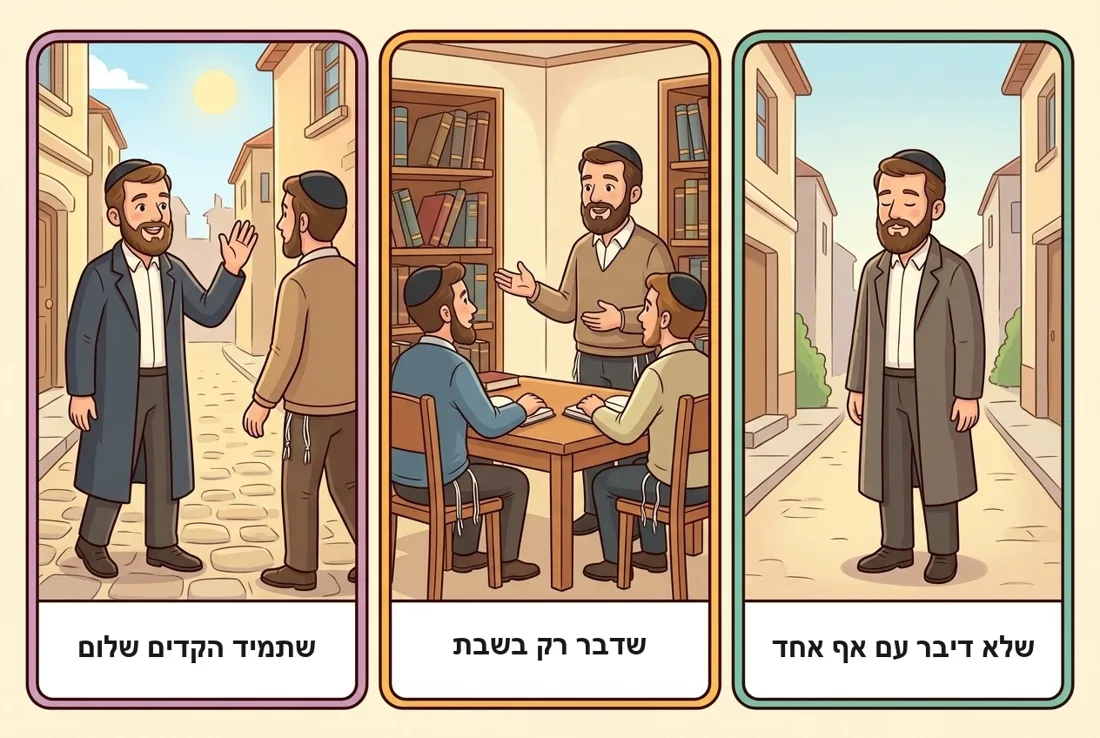 שלא דיבר עם אף אחד
שדבר רק בשבת
שתמיד הקדים שלום